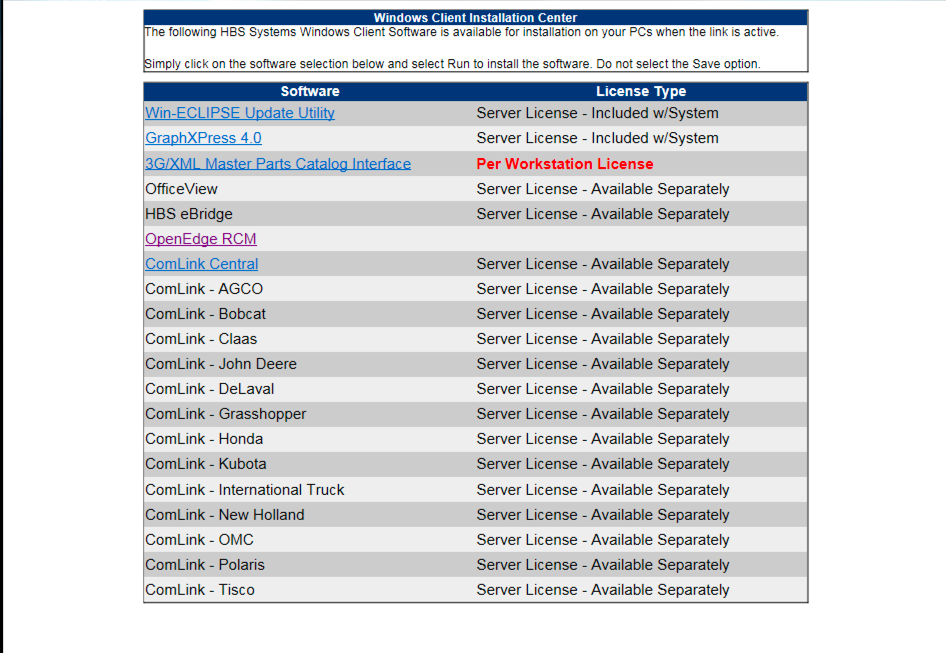 Windows Client Installation Center
The following HBS Systems Windows Client Software is available for installation on your PCs when the link is active.
Simply click on the software selection below and select Run to install the software. Do not select the Save option.
Software License Type
Win-ECLIPSE Update Utility Server License - Included w/System
GraphXPress 4.0 Server License - Included w/System
3G/XML Master Parts Catalog Interface Per Workstation License
OfficeView Server License - Available Separately
HBS eBridge Server License - Available Separately
OpenEdge RCM
ComLink Central Server License - Available Separately
ComLink - AGCO Server License - Available Separately
ComLink - Bobcat Server License - Available Separately
ComLink - Claas Server License - Available Separately
ComLink - John Deere Server License - Available Separately
ComLink - DeLaval Server License - Available Separately
ComLink - Grasshopper Server License - Available Separately
ComLink - Honda Server License - Available Separately
ComLink - Kubota Server License - Available Separately
ComLink - International Truck Server License - Available Separately
ComLink - New Holland Server License - Available Separately
ComLink - OMC Server License - Available Separately
ComLink - Polaris Server License - Available Separately
ComLink - Tisco Server License - Available Separately